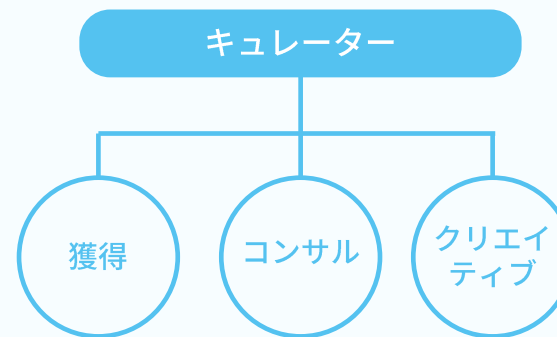 キュレーター
獲得
コンサル
クリエイ
ティブ